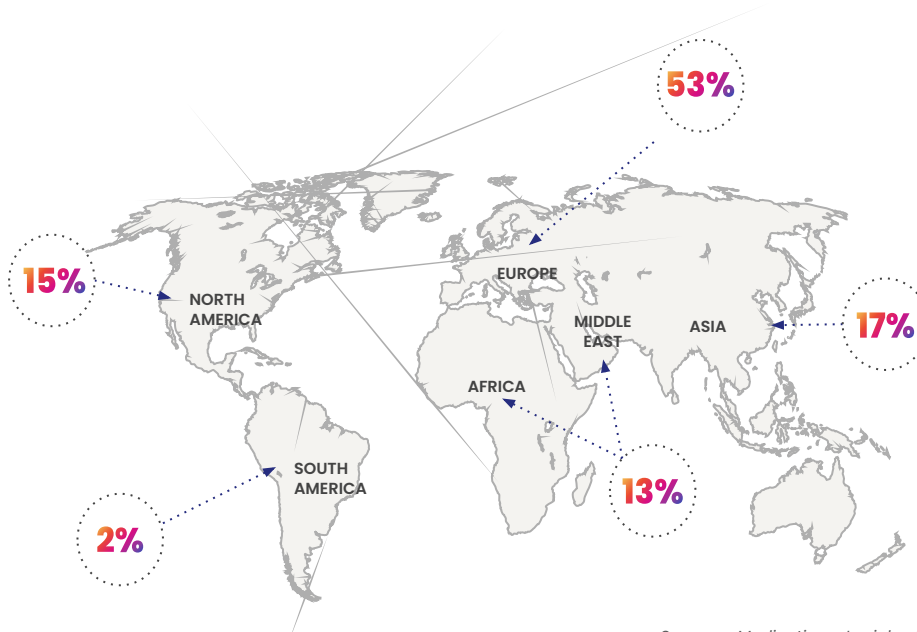 53%
15%
EUROPE
NORTH
AMERICA
MIDDLE
EAST
ASIA
17%
AFRICA
SOUTH
AMERICA
13%
2%